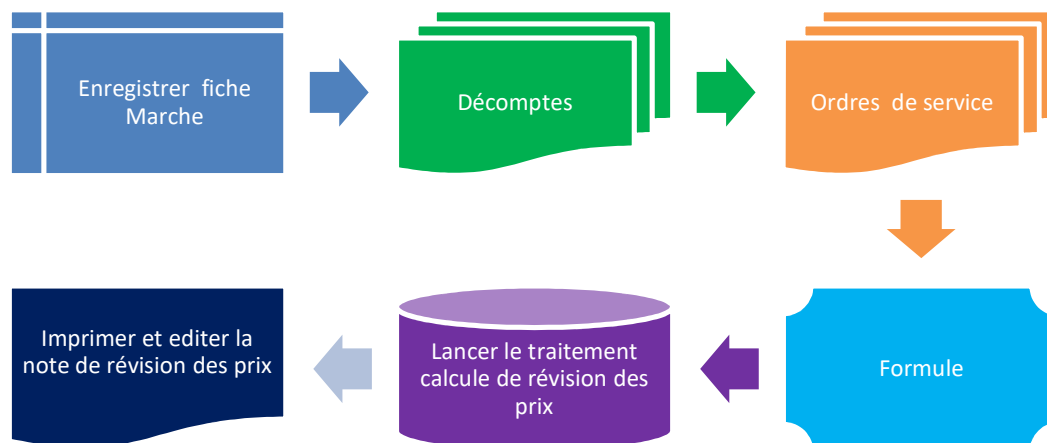 Enregistrer fiche
Marche
Décomptes
Ordres de service
Formule
Lancer le traitement
calcule de révision des
prix
Imprimer et editer la
note de révision des prix